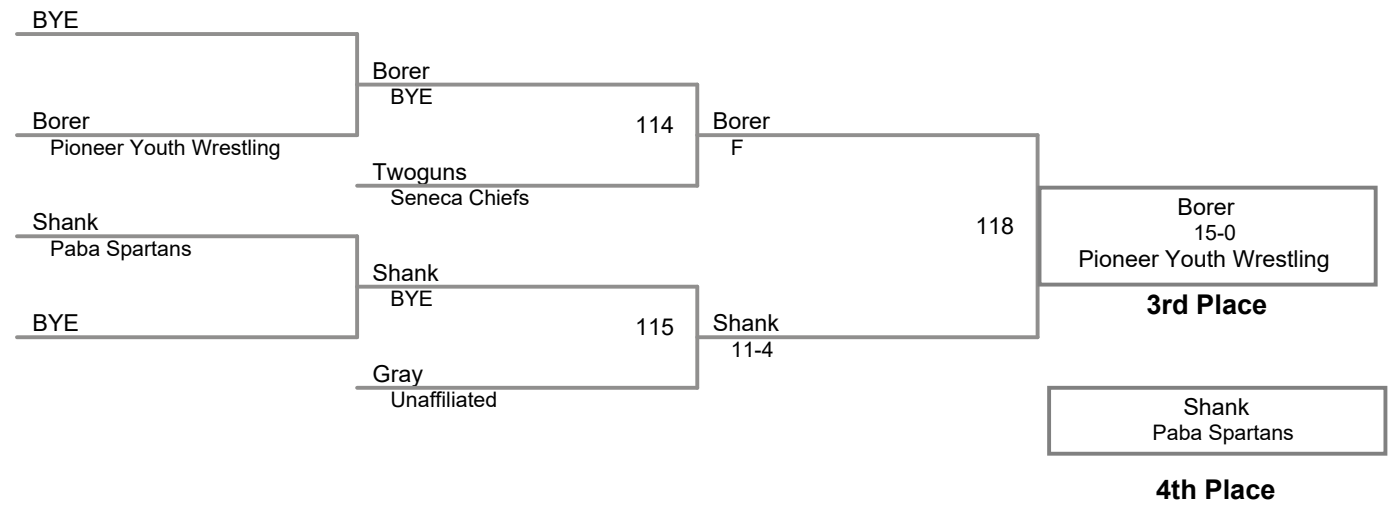 BYE
Borer
BYE
Borer
Pioneer Youth Wrestling
114
Borer
F
Twoguns
Seneca Chiefs
Shank
Paba Spartans
118
Borer
15-0
Pioneer Youth Wrestling
3rd Place
Shank
BYE
BYE
115
Shank
11-4
Gray
Unaffiliated
Shank
Paba Spartans
4th Place